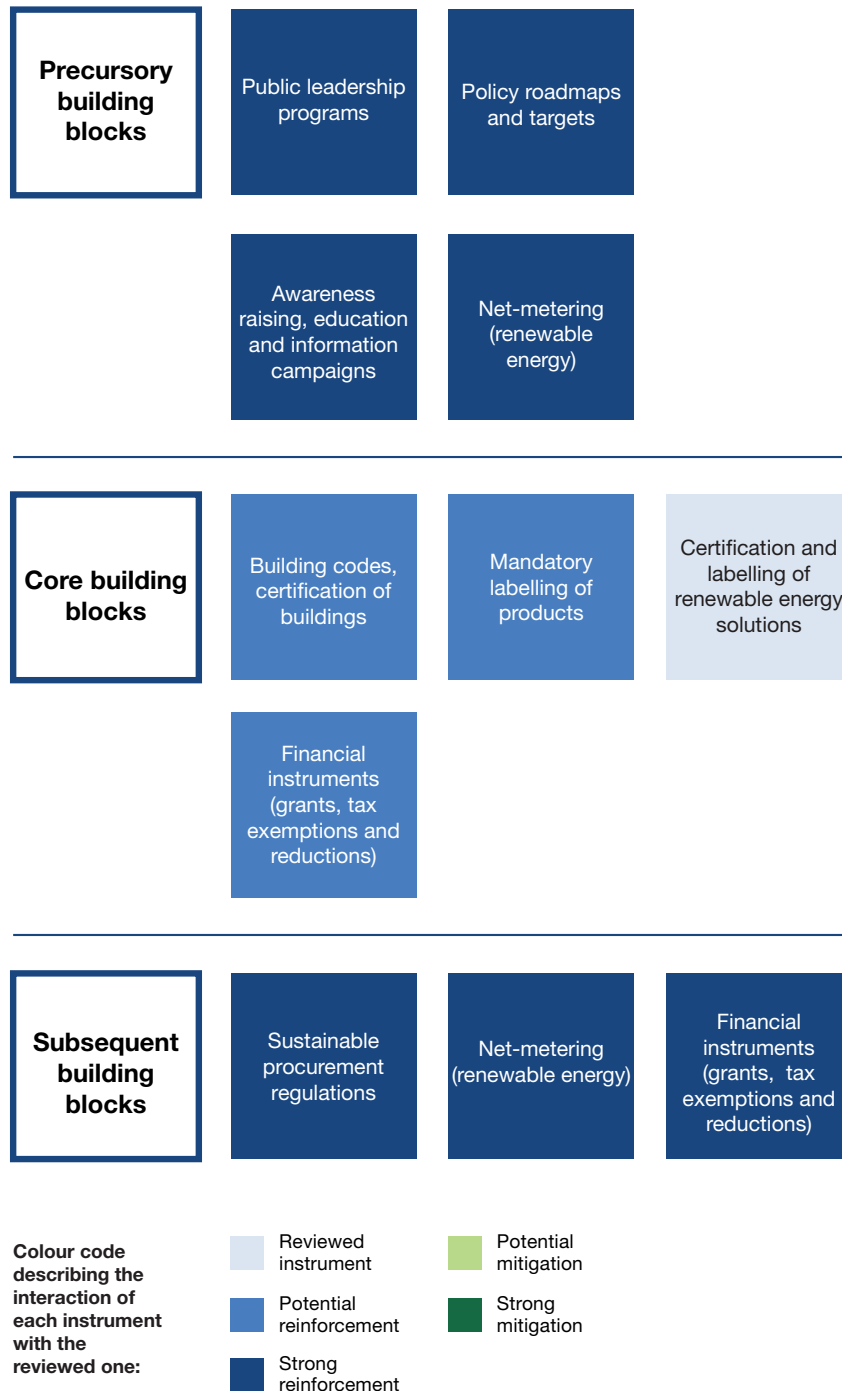 Precursory
building
blocks
Public leadership
programs
Policy roadmaps
and targets
Awareness
raising, education
and information
campaigns
Net-metering
(renewable
energy)
Core building
blocks
Building codes,
certification of
buildings
Mandatory
labelling of
products
Certification and
labelling of
renewable energy
solutions
Financial
instruments
(grants, tax
exemptions and
reductions)
Subsequent
building
blocks
Sustainable
procurement
regulations
Net-metering
(renewable energy)
Financial
instruments
(grants, tax
exemptions and
reductions)
Colour code
describing the
interaction of
each instrument
with the
reviewed one:
Reviewed
instrument
Potential
reinforcement
Strong
reinforcement
Potential
mitigation
Strong
mitigation